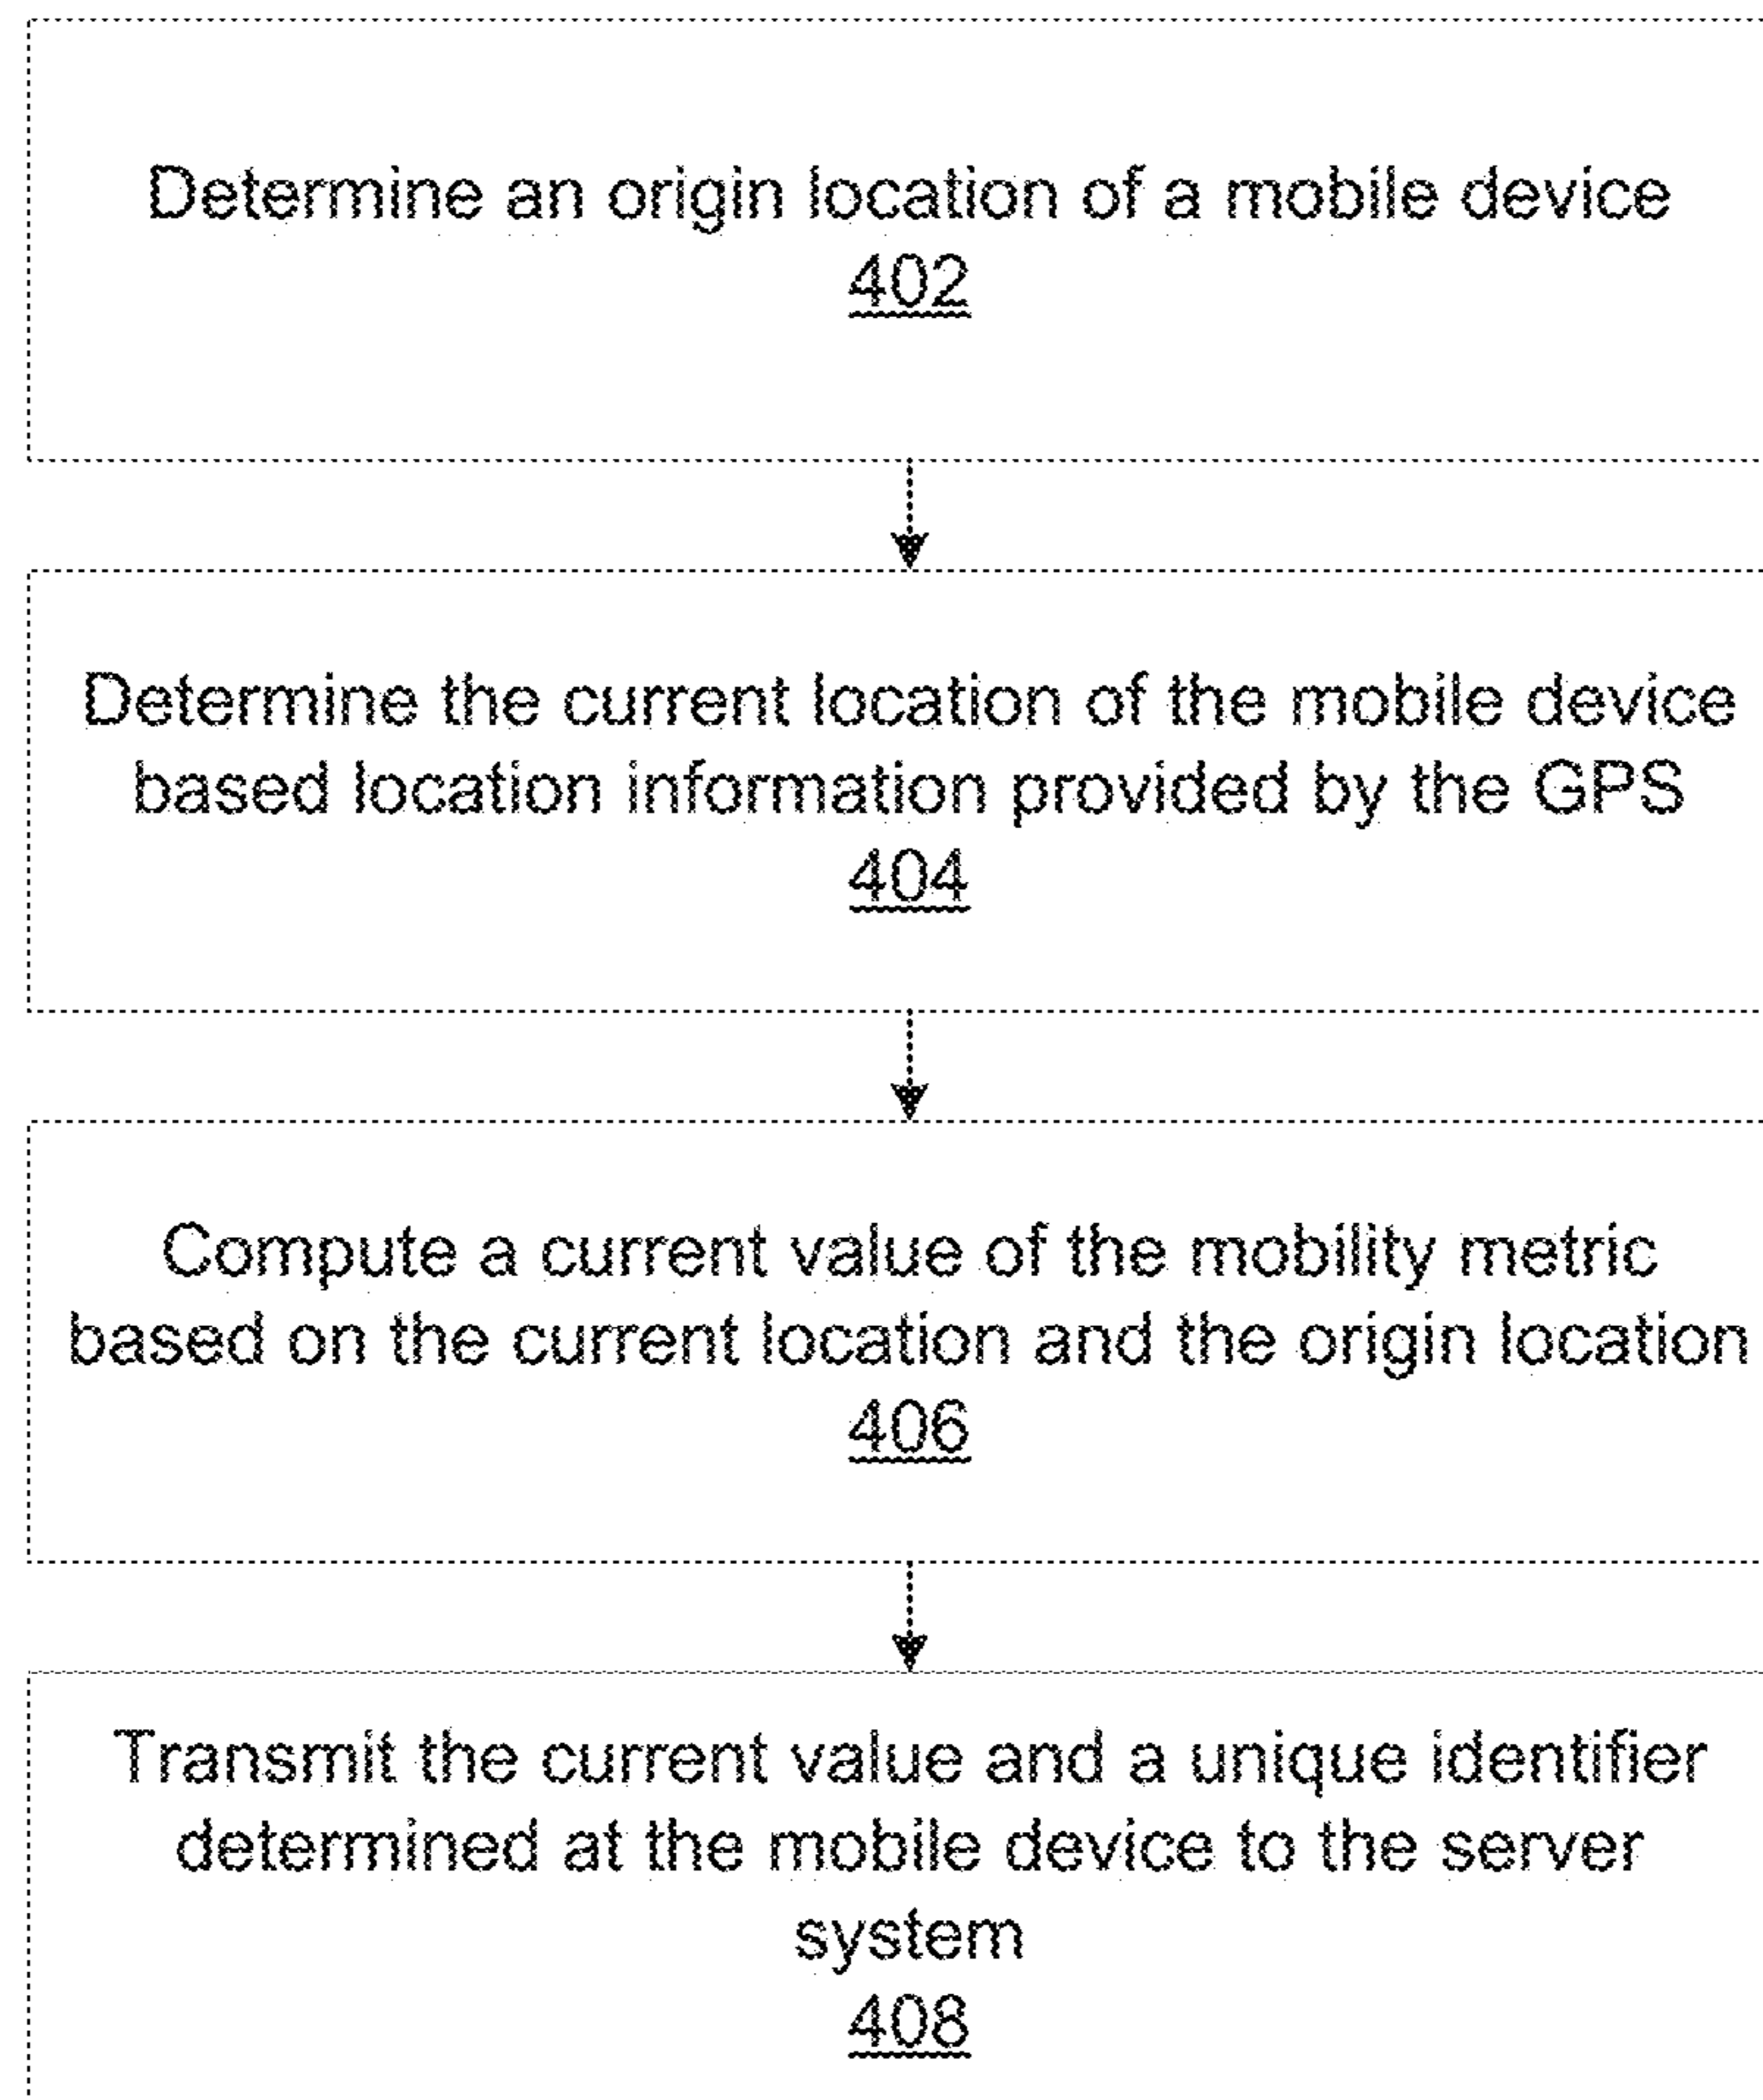 Determine an origin location of a mobile device
402
Determine the current location of the mobile device
based location information provided by the GPS
404
Compute a current value of the mobility metric
based on the current location and the origin location
406
Transmit the current value and a unique identifier
determined at the mobile device to the server
system
408